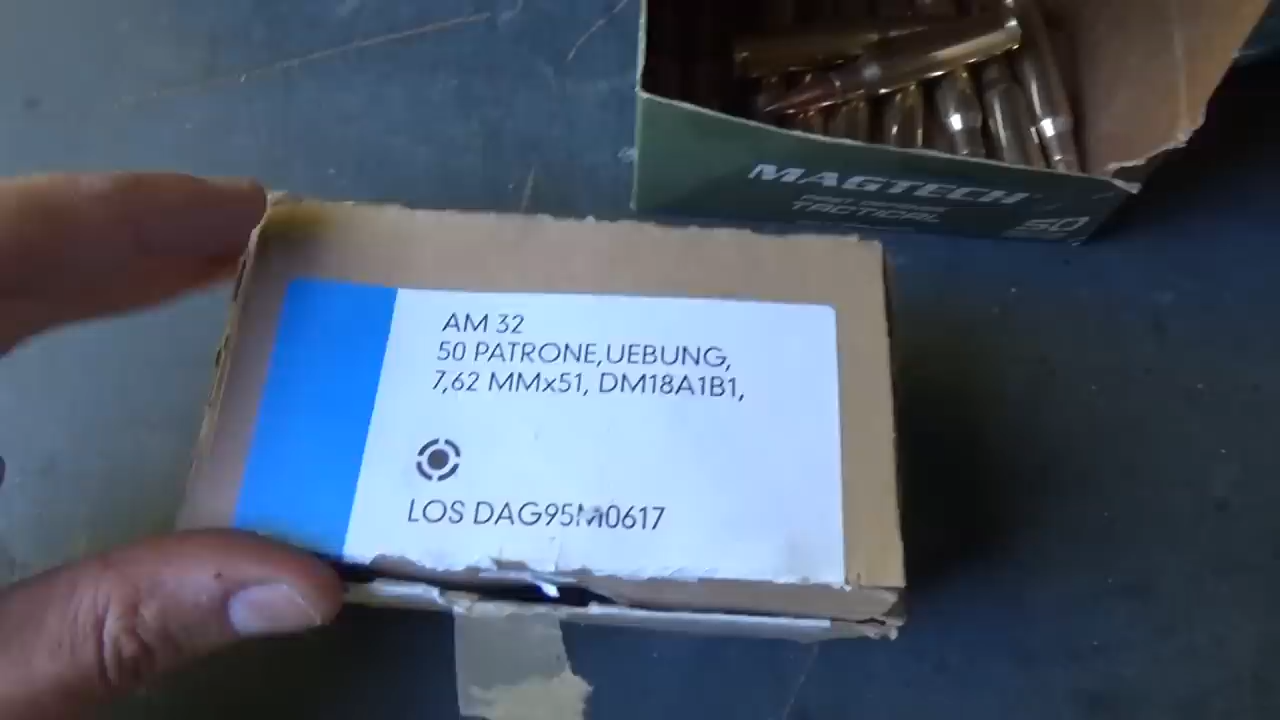 MAGTECH
TACTICAL
50
AM 32
50 PATRONE,UEBUNG,
7,62 MMx51, DM18A1B1,
LOS DAG95M0617